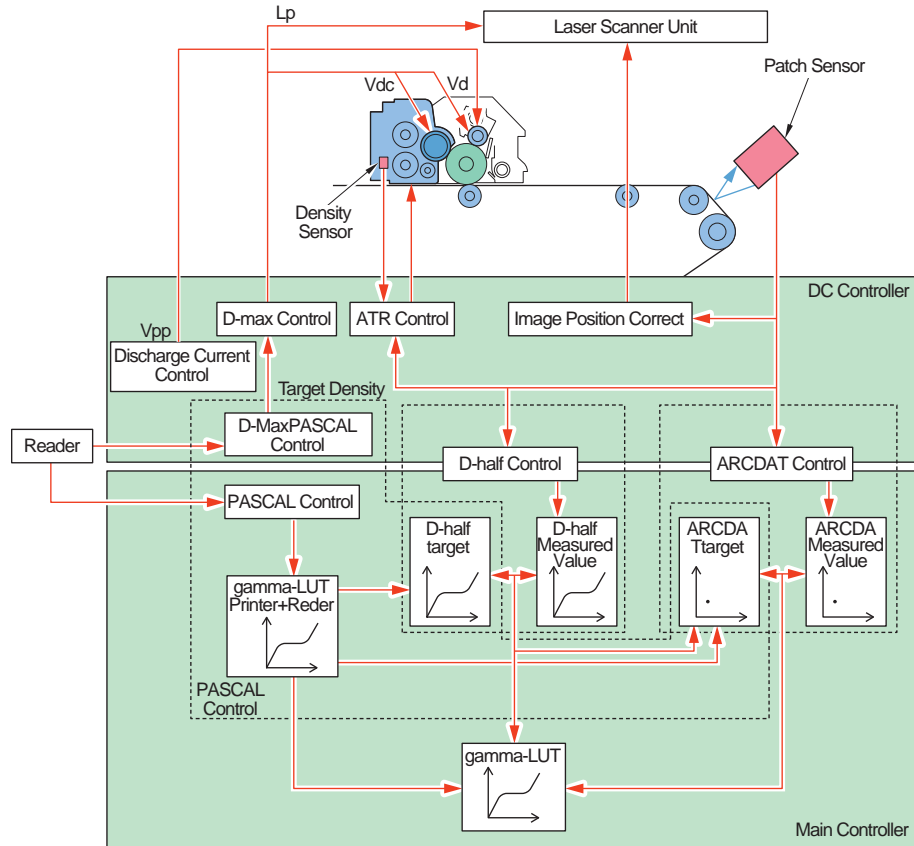 Lp
Laser Scanner Unit
Patch Sensor
Vdc
Vd
Density
Sensor
DC Controller
D-max Control
ATR Control
Image Position Correct
Vpp
Discharge Current
Control
Target Density
D-MaxPASCAL
Control
Reader
D-half Control
ARCDAT Control
PASCAL Control
D-half
target
D-half
Measured
Value
ARCDA
Ttarget
ARCDA
Measured
Value
gamma-LUT
Printer+Reder
PASCAL
Control
gamma-LUT
Main Controller